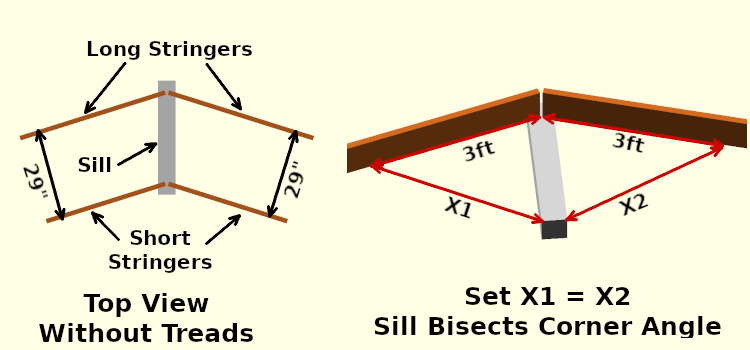 Long Stringers
Sill
29"
29"
Short
Stringers
Top View
Without Treads
3ft
3ft
X1
X2
Set X1 = X2
Sill Bisects Corner Angle